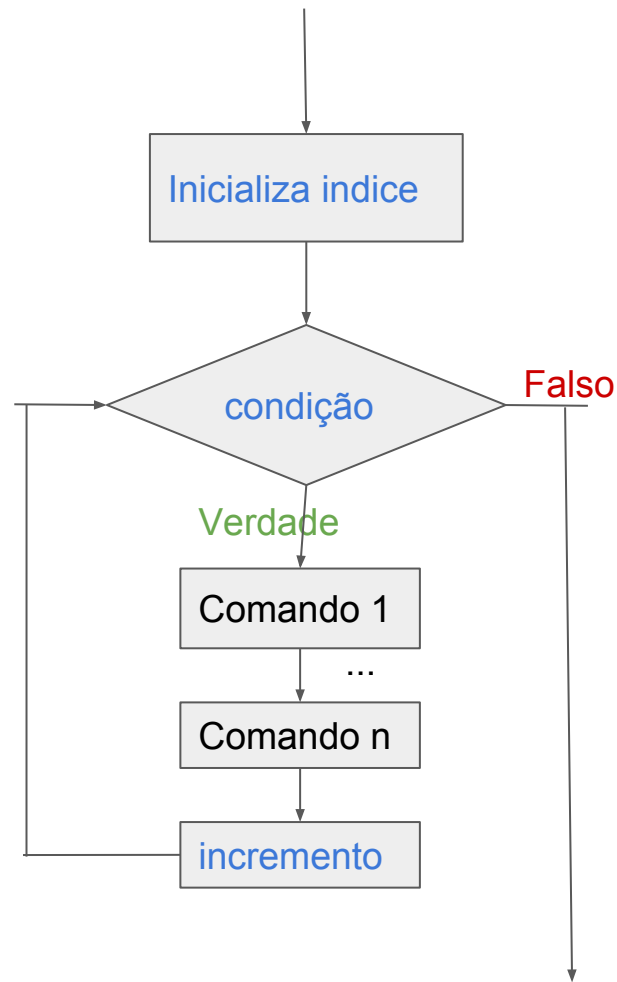 Inicializa indice
condição
Falso
Verdade
Comando 1
...
Comando n
incremento